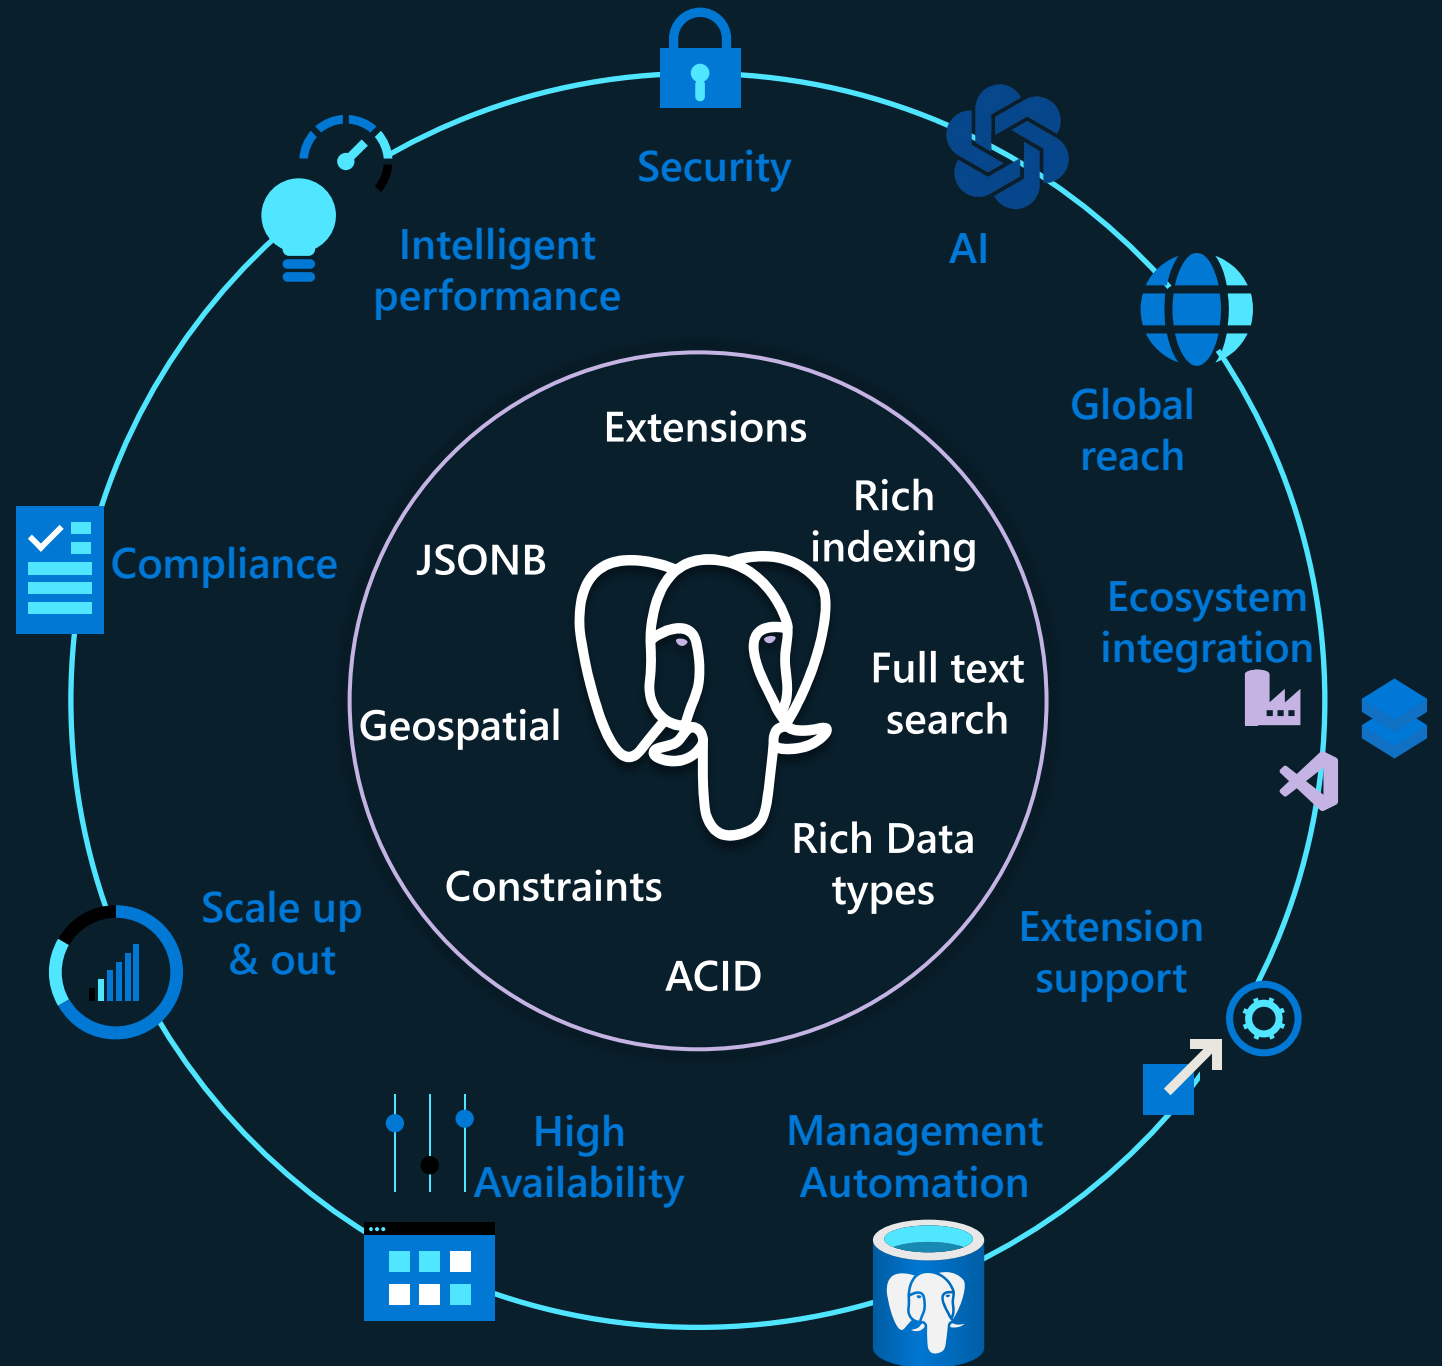 Security
AI
Intelligent
performance
Global
reach
Extensions
Rich
indexing
JSONB
Compliance
Ecosystem
integration
Full text
search
Geospatial
Rich Data
types
Constraints
Scale up
& out
Extension
support
ACID
High
Availability
Management
Automation